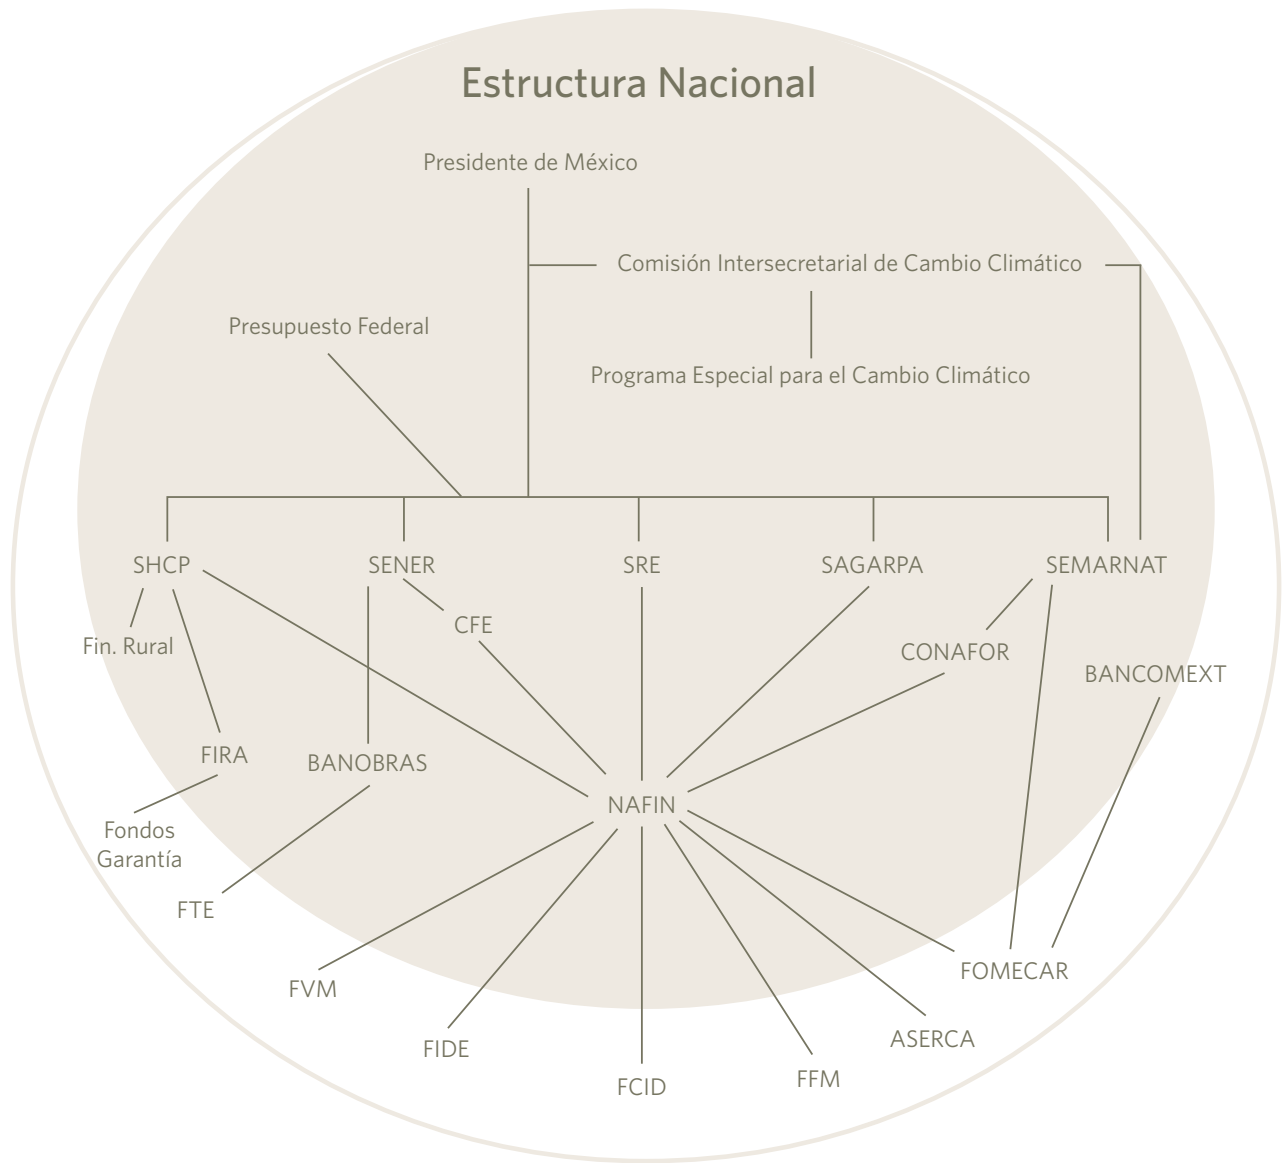 Estructura Nacional
Presidente de México
Comisión Intersecretarial de Cambio Climático
Presupuesto Federal
Programa Especial para el Cambio Climático
SHCP
SENER
SRE
SAGARPA
SEMARNAT
CFE
Fin. Rural
CONAFOR
BANCOMEXT
FIRA
BANOBRAS
NAFIN
Fondos
Garantía
FTE
FOMECAR
FVM
ASERCA
FIDE
FFM
FCID